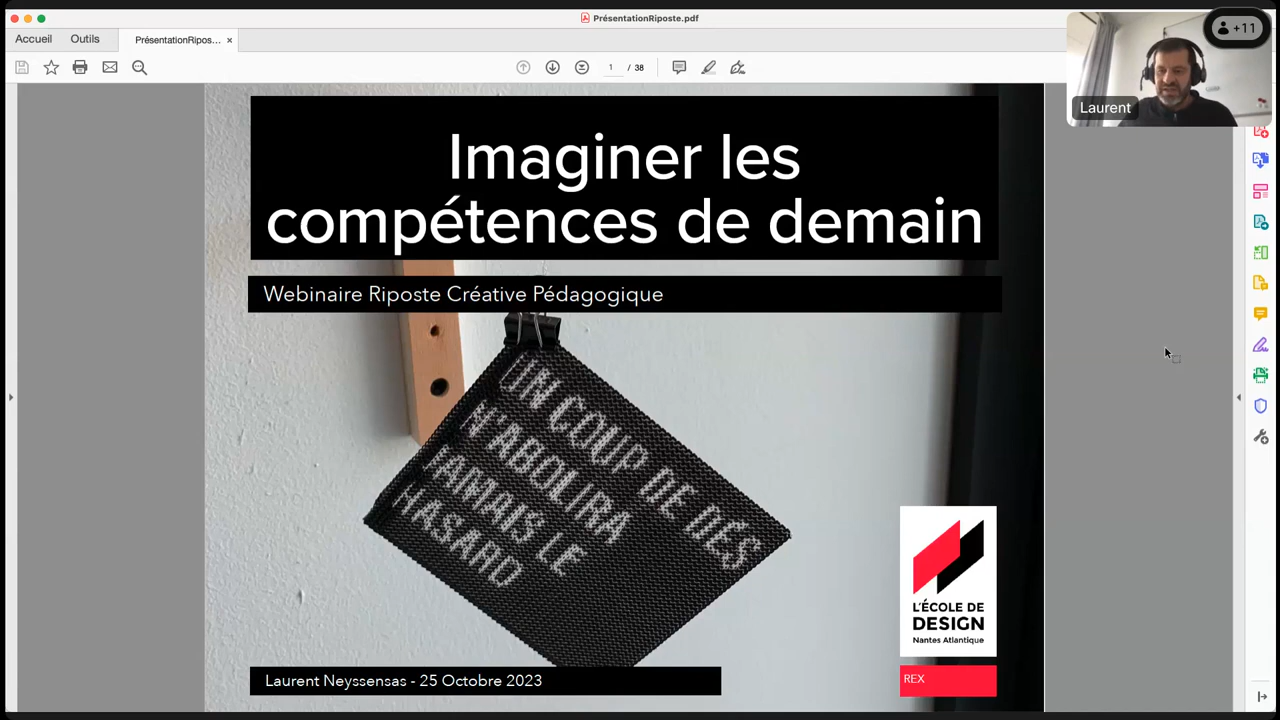 PrésentationRiposte.pdf
Accueil
Outils
PrésentationRipos...
1 / 38
+11
Laurent
Imaginer les
compétences de demain
Webinaire Riposte Créative Pédagogique
UN COUP DE DÉS
N'ABOLIRA
JAMAIS LE
HASARD
L'ÉCOLE DE
DESIGN
Nantes Atlantique
Laurent Neyssensas - 25 Octobre 2023
REX